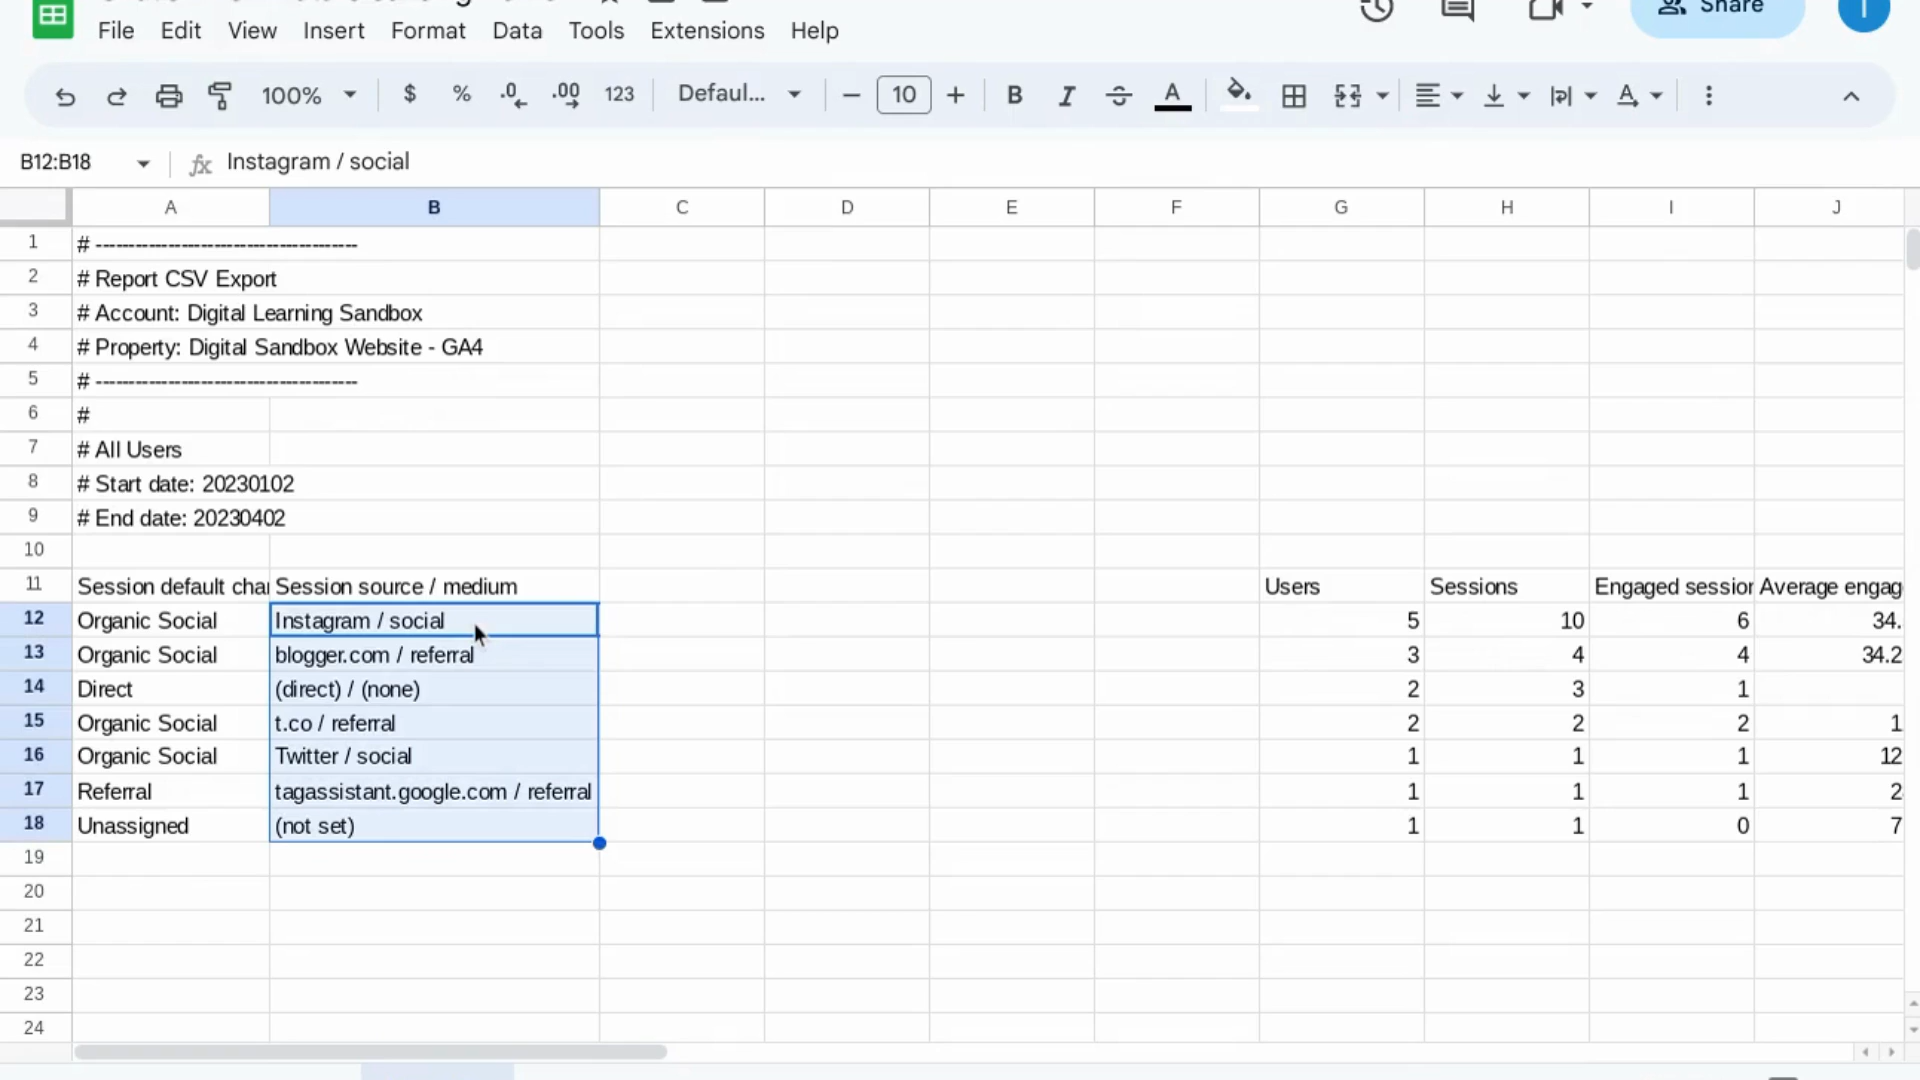 Share
T
File Edit View Insert Format Data Tools Extensions Help
100% $ % .0 .00 123 Defaul... 10 B I A
B12:B18 fx Instagram / social
A B C D E F G H I J
1 # ---------------------------------------
2 # Report CSV Export
3 # Account: Digital Learning Sandbox
4 # Property: Digital Sandbox Website - GA4
5 # ---------------------------------------
6 #
7 # All Users
8 # Start date: 20230102
9 # End date: 20230402
10
11 Session default chan Session source / medium Users Sessions Engaged session Average engag
12 Organic Social Instagram / social 5 10 6 34.
13 Organic Social blogger.com / referral 3 4 4 34.2
14 Direct (direct) / (none) 2 3 1
15 Organic Social t.co / referral 2 2 2 1
16 Organic Social Twitter / social 1 1 1 12
17 Referral tagassistant.google.com / referral 1 1 1 2
18 Unassigned (not set) 1 1 0 7
19
20
21
22
23
24